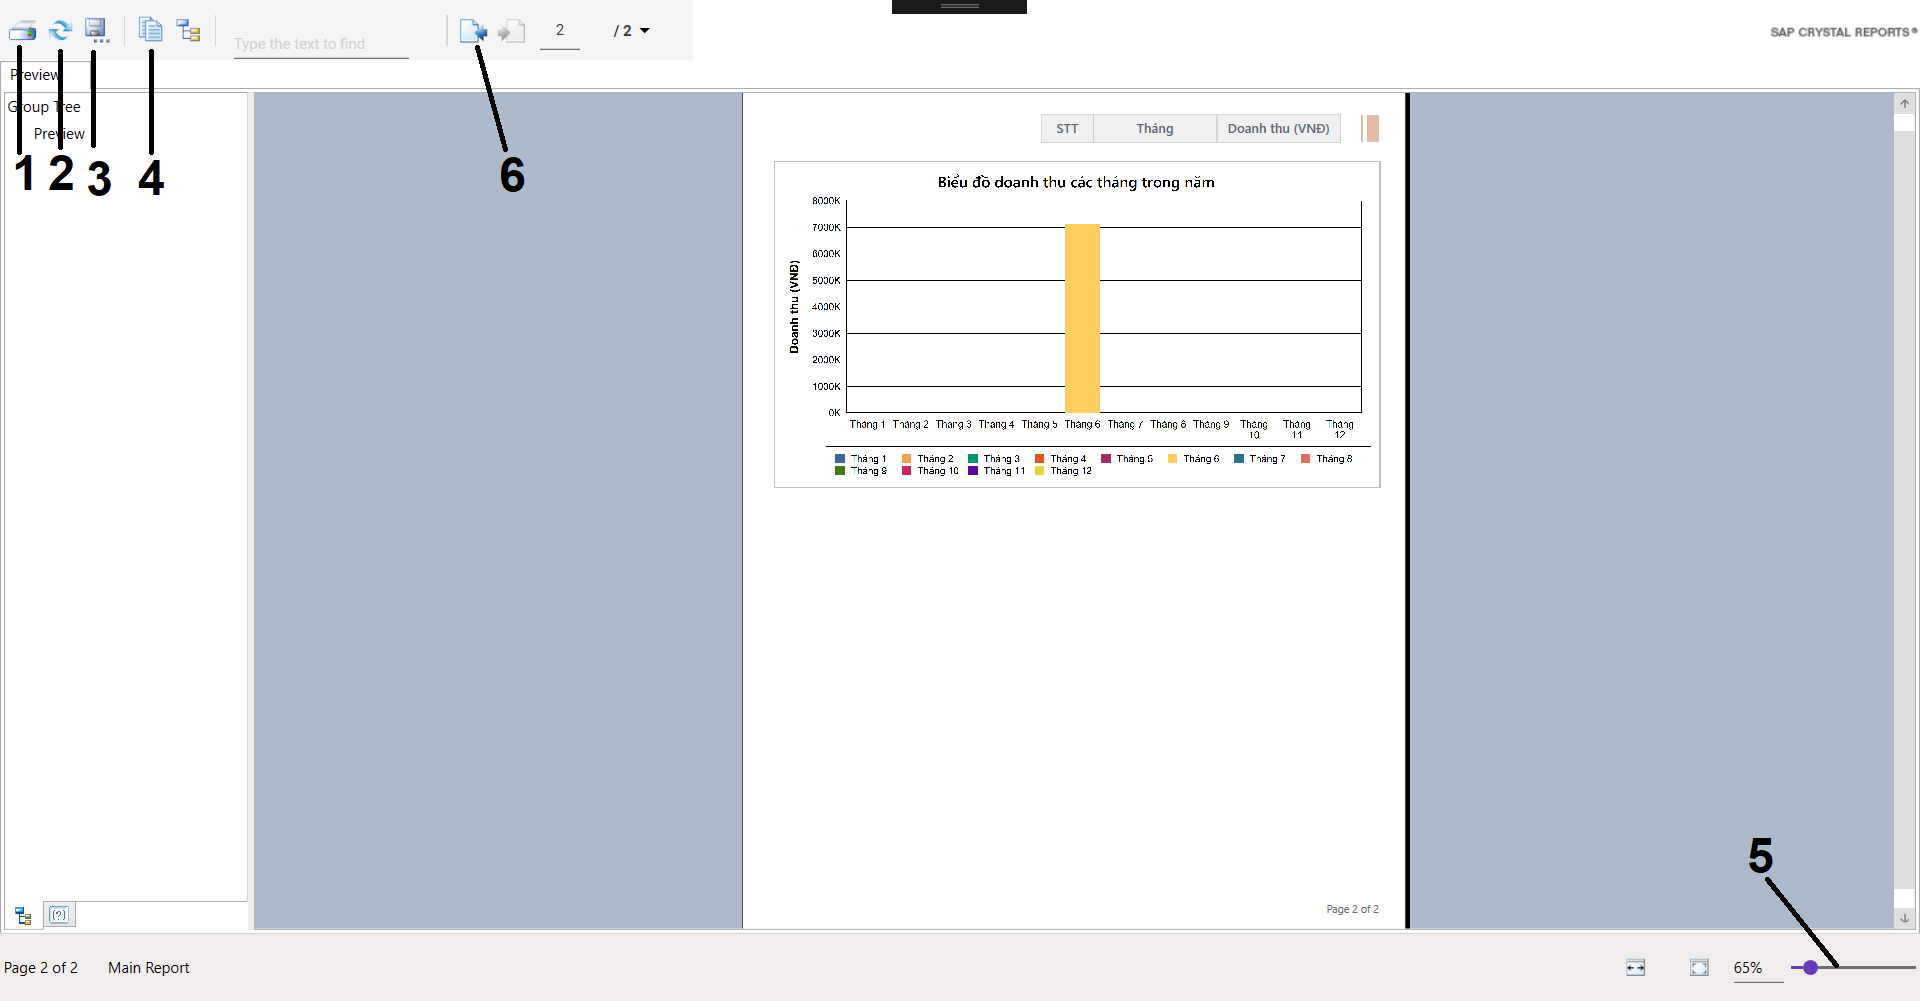 Type the text to find
2
/ 2
SAP CRYSTAL REPORTS®
Preview
Group Tree
Preview
1
2
3
4
6
STT
Tháng
Doanh thu (VNĐ)
Biểu đồ doanh thu các tháng trong năm
Doanh thu (VNĐ)
8000K
7000K
6000K
5000K
4000K
3000K
2000K
1000K
0K
Tháng 1
Tháng 2
Tháng 3
Tháng 4
Tháng 5
Tháng 6
Tháng 7
Tháng 8
Tháng 9
Tháng 10
Tháng 11
Tháng 12
Tháng 1
Tháng 2
Tháng 3
Tháng 4
Tháng 5
Tháng 6
Tháng 7
Tháng 8
Tháng 9
Tháng 10
Tháng 11
Tháng 12
5
Page 2 of 2
Page 2 of 2
Main Report
65%